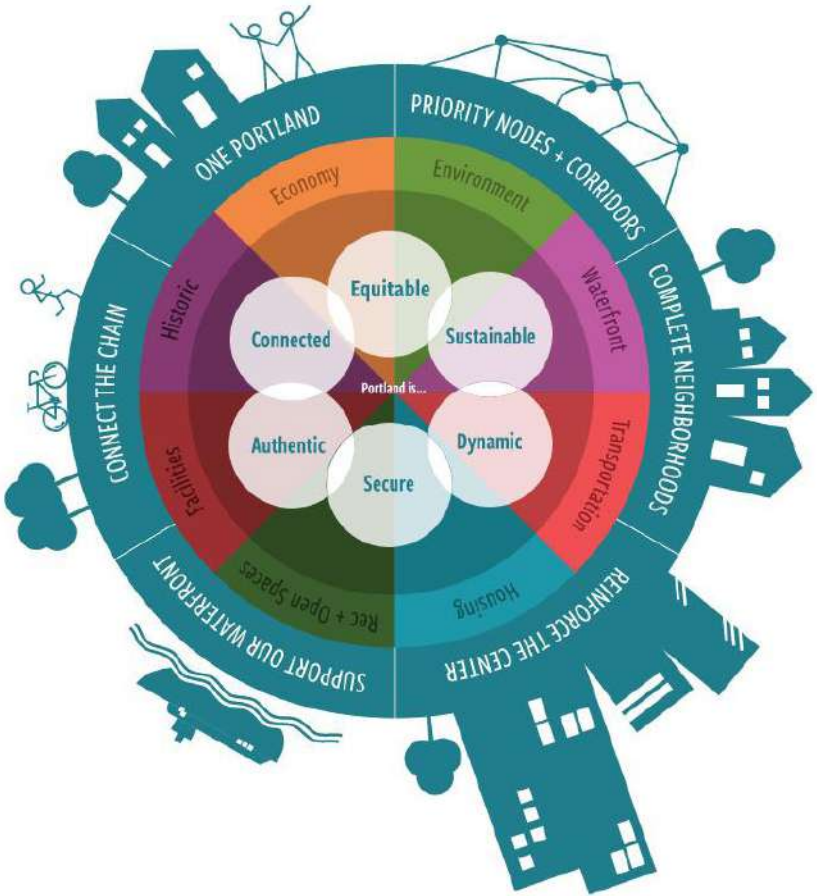 ONE PORTLAND
PRIORITY NODES + CORRIDORS
COMPLETE NEIGHBORHOODS
REINFORCE THE CENTER
SUPPORT OUR WATERFRONT
CONNECT THE CHAIN
Economy
Environment
Waterfront
Transportation
Housing
Rec + Open Spaces
Facilities
Historic
Equitable
Sustainable
Dynamic
Secure
Authentic
Connected
Portland is...